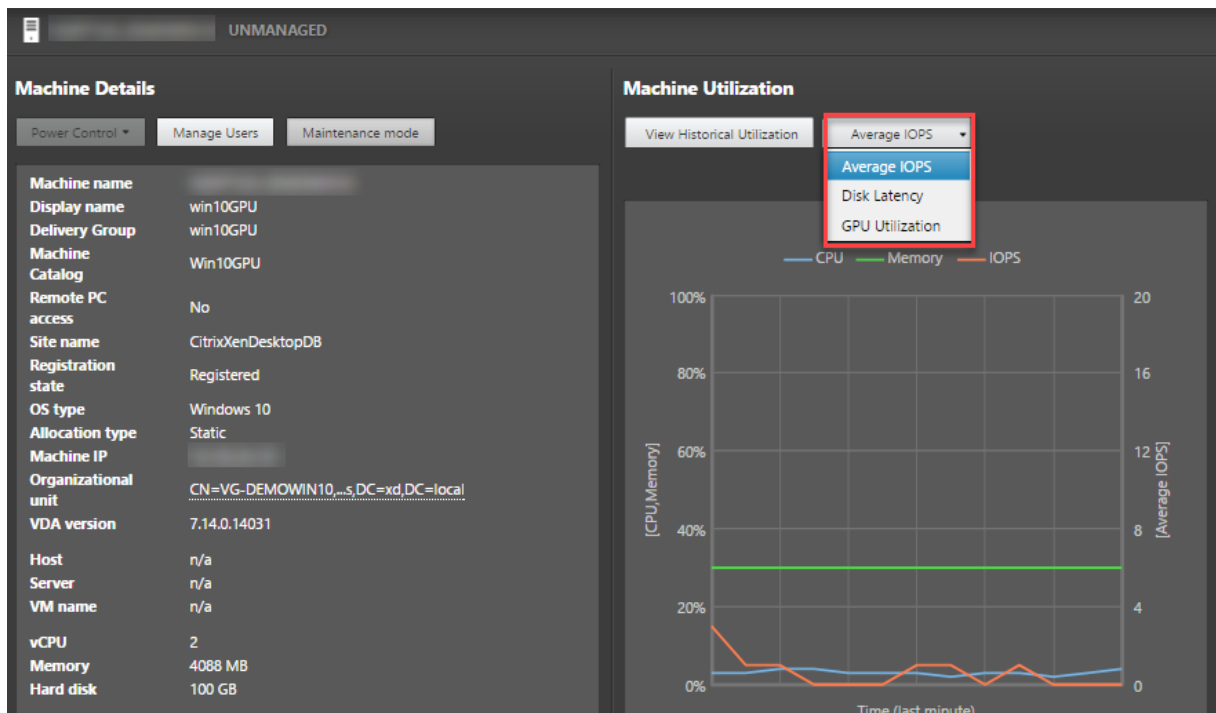 UNMANAGED
Machine Details
Power Control
Manage Users
Maintenance mode
Machine name
Display name win10GPU
Delivery Group win10GPU
Machine
Catalog Win10GPU
Remote PC
access No
Site name CitrixXenDesktopDB
Registration
state Registered
OS type Windows 10
Allocation type Static
Machine IP
Organizational
unit CN=VG-DEMOWIN10,...s,DC=xd,DC=local
VDA version 7.14.0.14031
Host n/a
Server n/a
VM name n/a
vCPU 2
Memory 4088 MB
Hard disk 100 GB
Machine Utilization
View Historical Utilization
Average IOPS
Average IOPS
Disk Latency
GPU Utilization
CPU Memory IOPS
100% 20
80% 16
60% 12
40% 8
20% 4
0% 0
[CPU,Memory]
[Average IOPS]
Time (last minute)